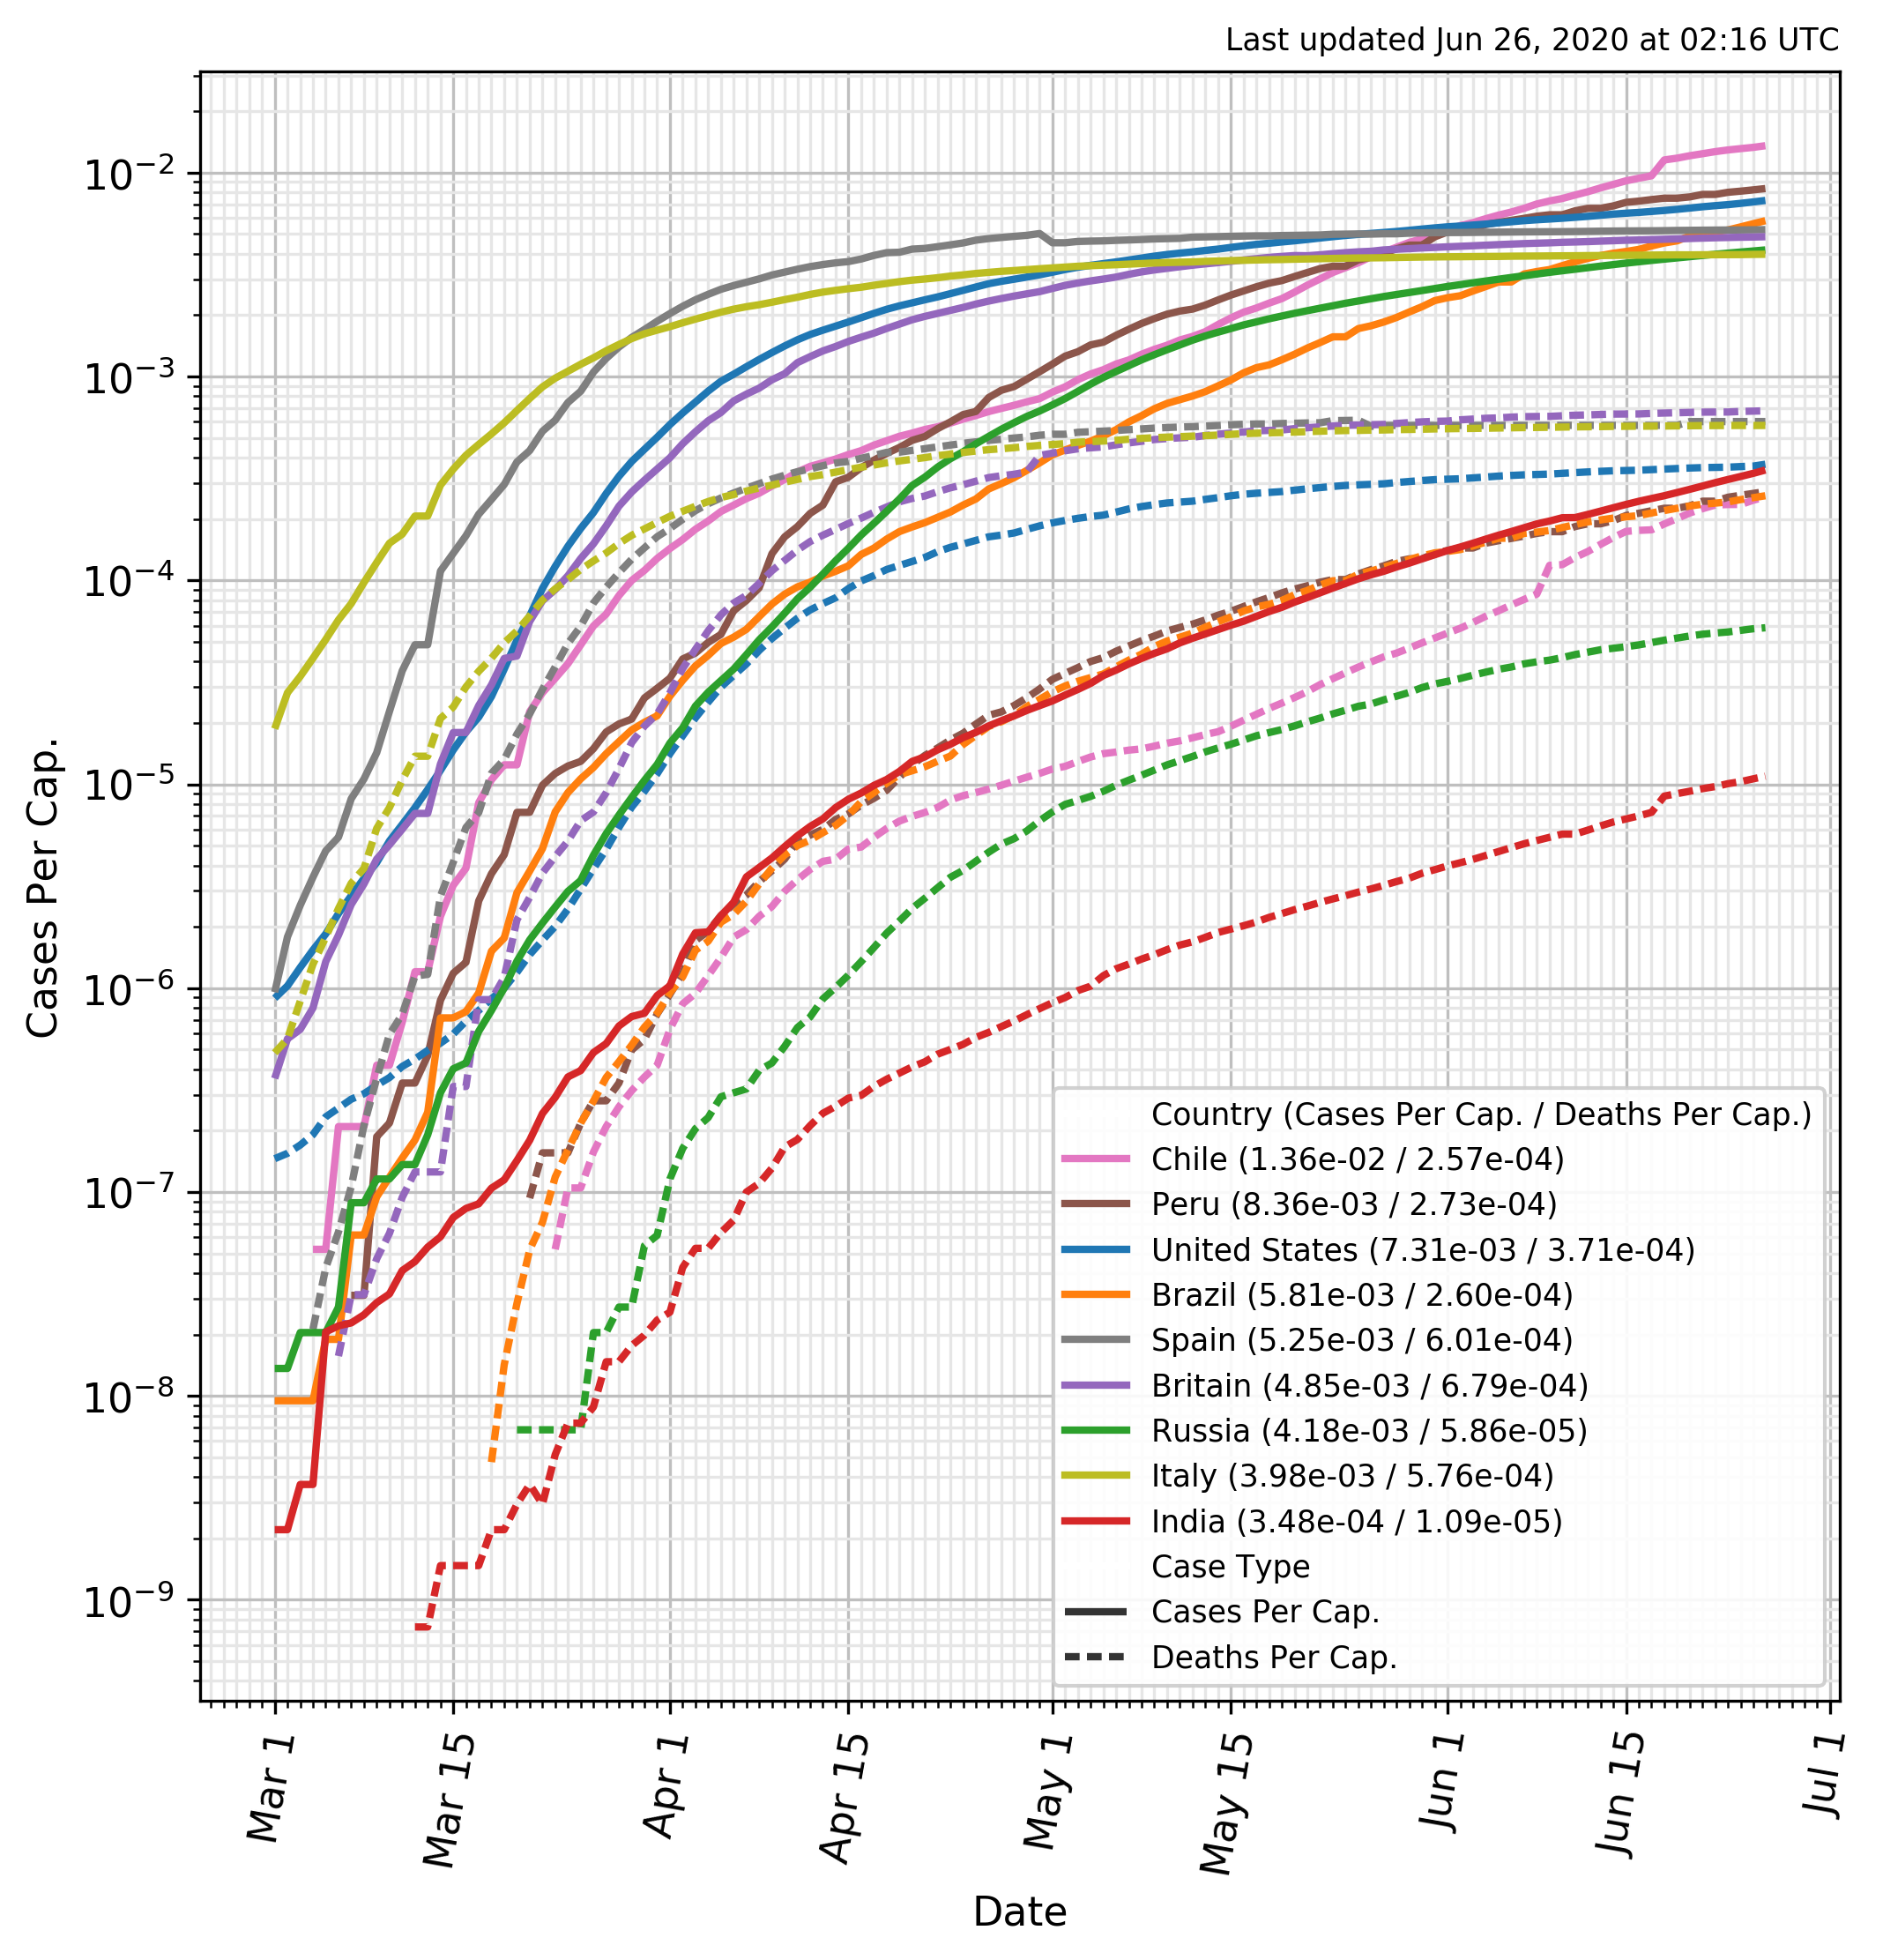 Last updated Jun 26, 2020 at 02:16 UTC
Cases Per Cap.
10⁻²
10⁻³
10⁻⁴
10⁻⁵
10⁻⁶
10⁻⁷
10⁻⁸
10⁻⁹
Country (Cases Per Cap. / Deaths Per Cap.)
Chile (1.36e-02 / 2.57e-04)
Peru (8.36e-03 / 2.73e-04)
United States (7.31e-03 / 3.71e-04)
Brazil (5.81e-03 / 2.60e-04)
Spain (5.25e-03 / 6.01e-04)
Britain (4.85e-03 / 6.79e-04)
Russia (4.18e-03 / 5.86e-05)
Italy (3.98e-03 / 5.76e-04)
India (3.48e-04 / 1.09e-05)
Case Type
Cases Per Cap.
Deaths Per Cap.
Mar 1
Mar 15
Apr 1
Apr 15
May 1
May 15
Jun 1
Jun 15
Jul 1
Date